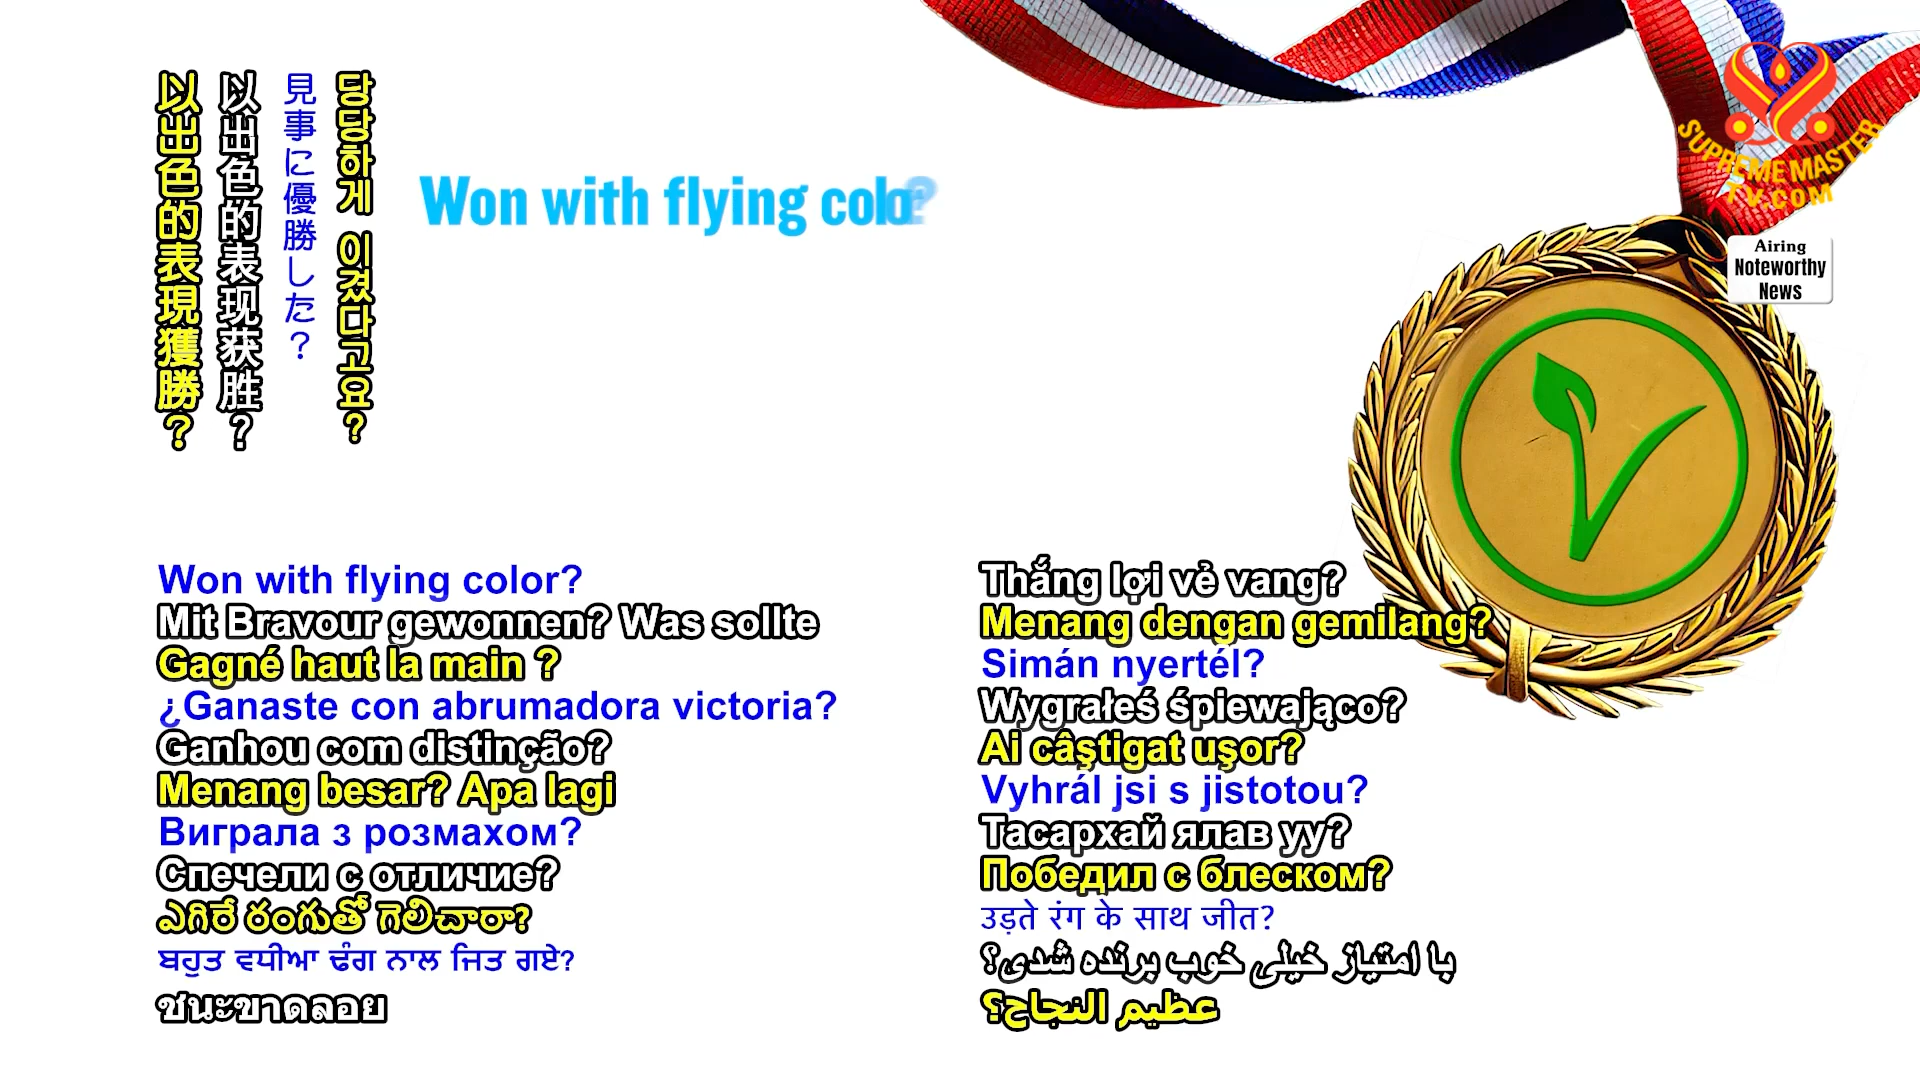 以出色的表現獲勝？
以出色的表现获胜？
見事に優勝した？
당당하게 이겼다고요?
Won with flying
SUPREME MASTER
TV.COM
Airing
Noteworthy
News
Won with flying color?
Mit Bravour gewonnen? Was sollte
Gagné haut la main ?
¿Ganaste con abrumadora victoria?
Ganhou com distinção?
Menang besar? Apa lagi
Виграла з розмахом?
Спечели с отличие?
ఎగిరే రంగుతో గెలిచారా?
ਬਹੁਤ ਵਧੀਆ ਢੰਗ ਨਾਲ ਜਿਤ ਗਏ?
ชนะขาดลอย
Thắng lợi vẻ vang?
Menang dengan gemilang?
Simán nyertél?
Wygrałeś śpiewająco?
Ai câştigat uşor?
Vyhrál jsi s jistotou?
Тасархай ялав уу?
Победил с блеском?
उड़ते रंग के साथ जीत?
با امتیاز خیلی خوب برنده شدی؟
عظيم النجاح؟